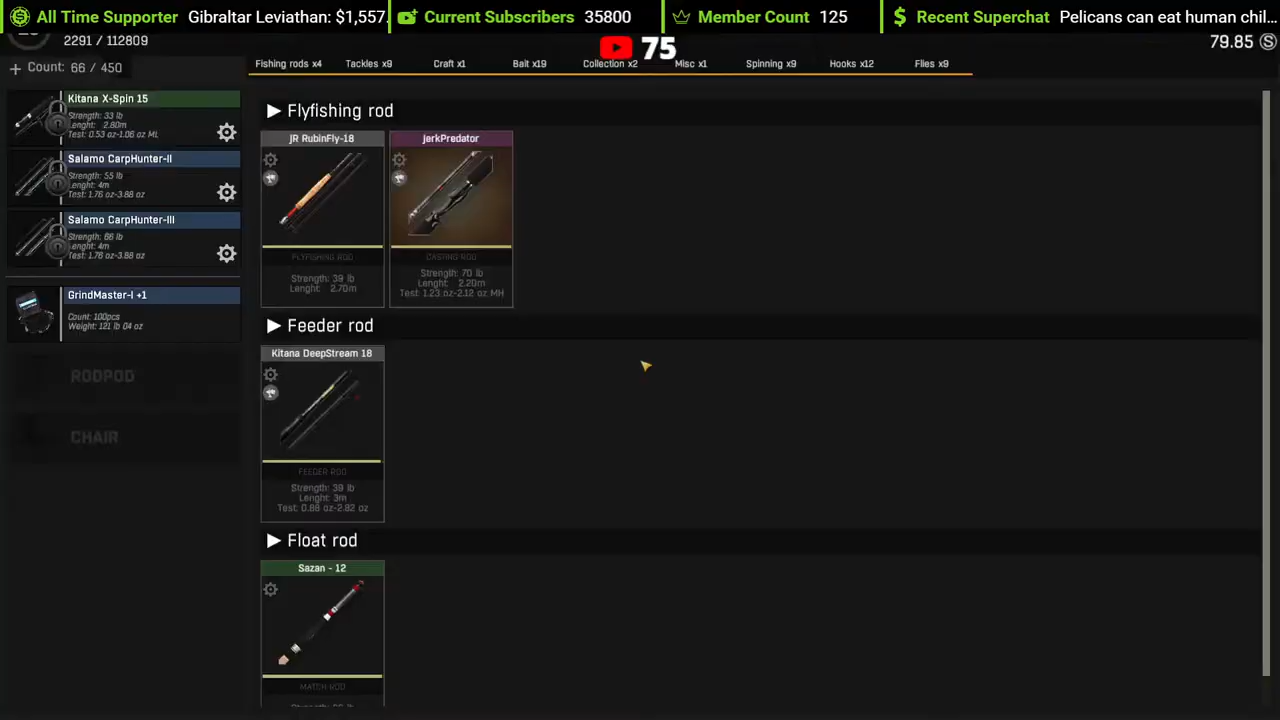 All Time Supporter Gibraltar Leviathan: $1,557.
Current Subscribers 35800
Member Count 125
Recent Superchat Pelicans can eat human chil...
2291 / 112809
75
79.85
Count: 66 / 450
Fishing rods x4 Tackles x9 Craft x1 Bait x19 Collection x2 Misc x1 Spinning x9 Hooks x12 Flies x9
Kitana X-Spin 15
Strength: 33 lb
Lenght: 2.60m
Test: 0.53 oz-1.06 oz ML
Salamo CarpHunter-II
Strength: 55 lb
Lenght: 4m
Test: 1.76 oz-3.88 oz
Salamo CarpHunter-III
Strength: 66 lb
Lenght: 4m
Test: 1.76 oz-3.88 oz
GrindMaster-I +1
Count: 100pcs
Weight: 121 lb 04 oz
RODPOD
CHAIR
Flyfishing rod
JR RubinFly-18
FLYFISHING ROD
Strength: 39 lb
Lenght: 2.70m
jerkPredator
CASTING ROD
Strength: 70 lb
Lenght: 2.20m
Test: 1.23 oz-2.12 oz MH
Feeder rod
Kitana DeepStream 18
FEEDER ROD
Strength: 39 lb
Lenght: 3m
Test: 0.88 oz-2.82 oz
Float rod
Sazan - 12
MATCH ROD